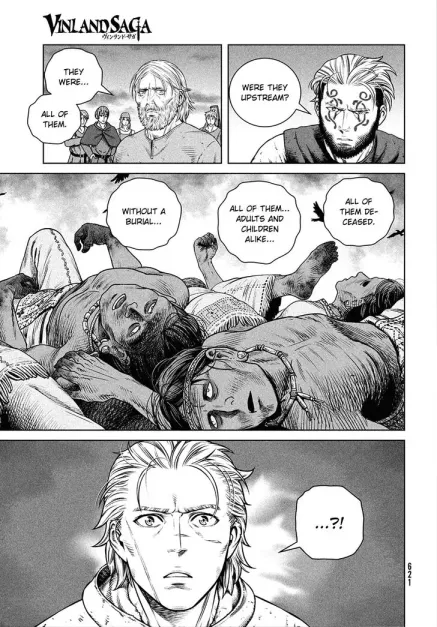 VINLAND SAGA
ヴィンランド・サガ
WERE THEY
UPSTREAM?
THEY
WERE...
ALL OF
THEM.
ALL
OF THEM DE-
CEASED.
ALL OF
THEM...
ADULTS AND
CHILDREN
ALIKE...
WITHOUT A
BURIAL...
...?!
621